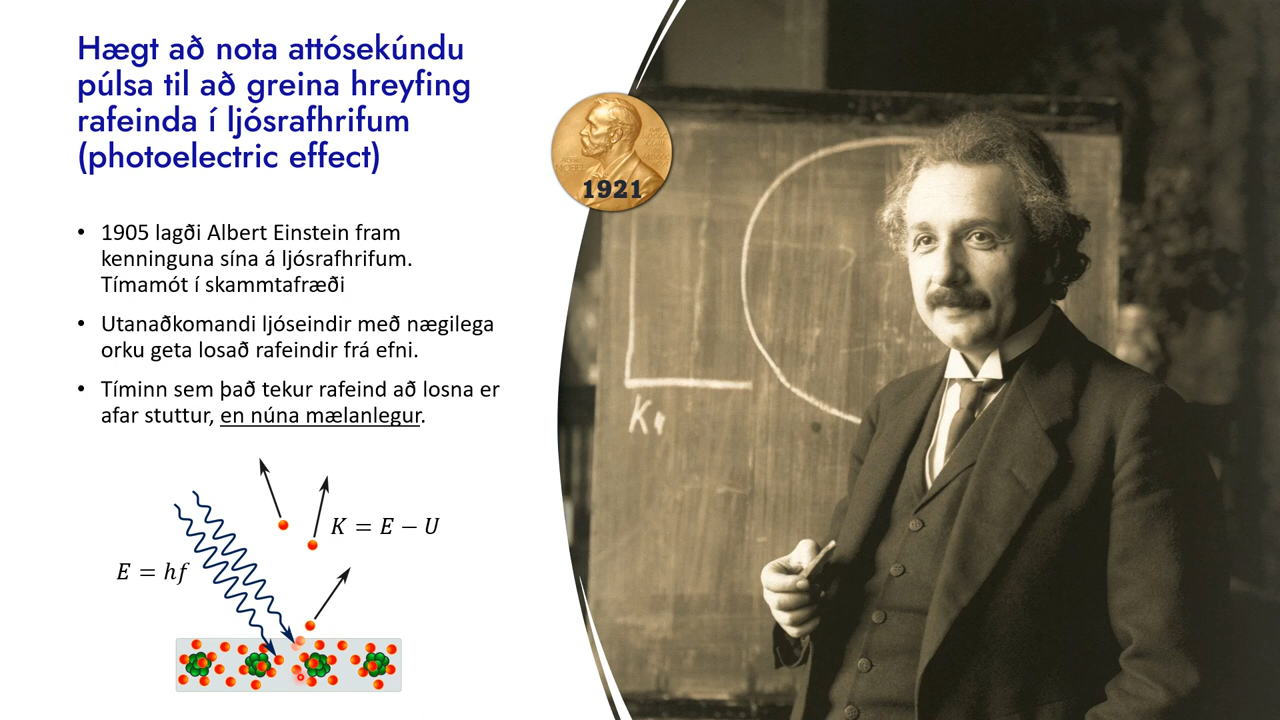 Hægt að nota attósekúndu
púlsa til að greina hreyfing
rafeinda í ljósrafhrifum
(photoelectric effect)
1921
• 1905 lagði Albert Einstein fram
kenninguna sína á ljósrafhrifum.
Tímamót í skammtafræði
• Utanaðkomandi ljóseindir með nægilega
orku geta losað rafeindir frá efni.
• Tíminn sem það tekur rafeind að losna er
afar stuttur, en núna mælanlegur.
K = E − U
E = hf